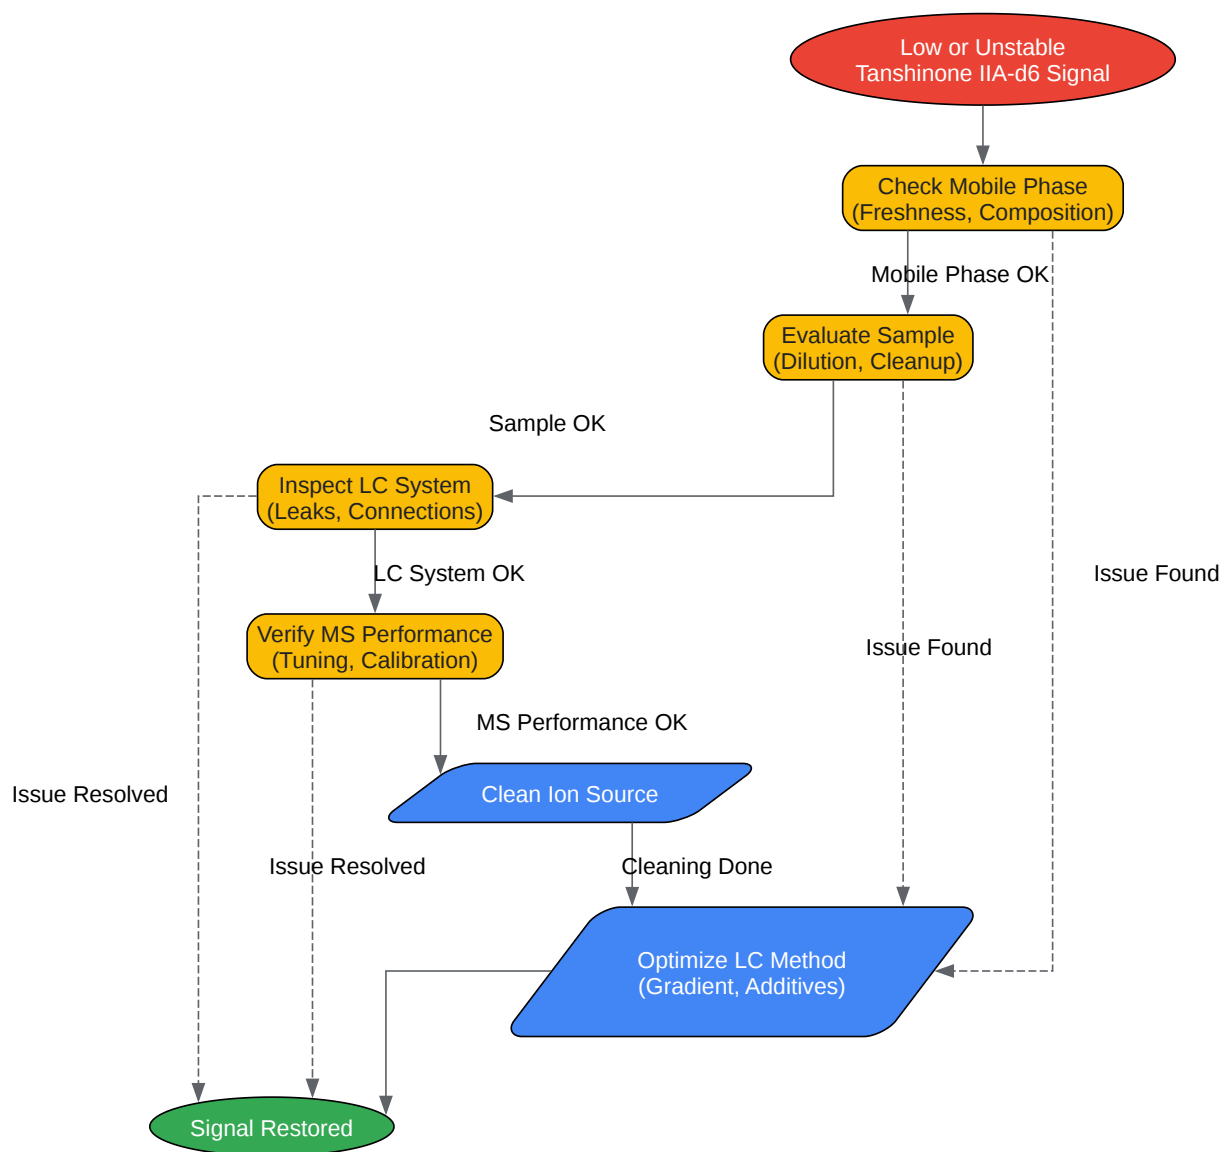 Low or Unstable
Tanshinone IIA-d6 Signal
Check Mobile Phase
(Freshness, Composition)
Mobile Phase OK
Evaluate Sample
(Dilution, Cleanup)
Sample OK
Inspect LC System
(Leaks, Connections)
LC System OK
Issue Found
Verify MS Performance
(Tuning, Calibration)
Issue Found
MS Performance OK
Issue Resolved
Clean Ion Source
Issue Resolved
Cleaning Done
Optimize LC Method
(Gradient, Additives)
Signal Restored